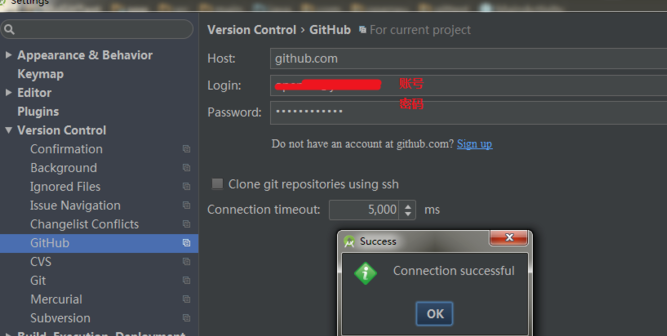 Settings
Version Control › GitHub For current project
Appearance & Behavior
Keymap
Editor
Plugins
Version Control
Confirmation
Background
Ignored Files
Issue Navigation
Changelist Conflicts
GitHub
CVS
Git
Mercurial
Subversion
Build, Execution, Deployment
Host: github.com
Login: 账号
Password: •••••••••••• 密码
Do not have an account at github.com? Sign up
Clone git repositories using ssh
Connection timeout: 5,000 ms
Success
Connection successful
OK